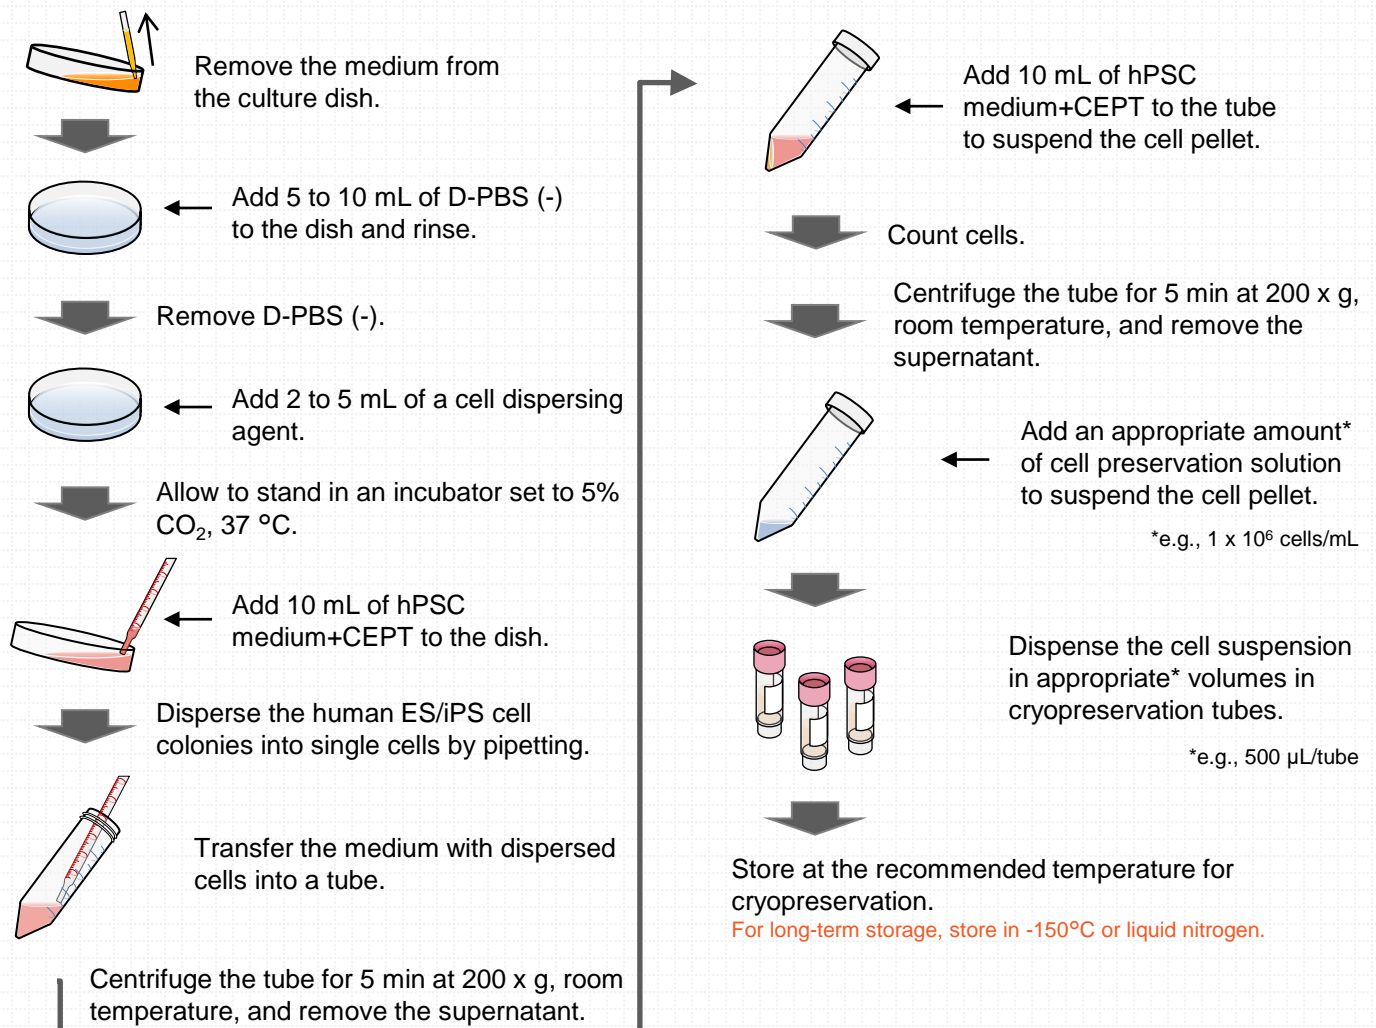 Remove the medium from
the culture dish.
Add 5 to 10 mL of D-PBS (-)
to the dish and rinse.
Remove D-PBS (-).
Add 2 to 5 mL of a cell dispersing
agent.
Allow to stand in an incubator set to 5%
CO₂, 37 °C.
Add 10 mL of hPSC
medium+CEPT to the dish.
Disperse the human ES/iPS cell
colonies into single cells by pipetting.
Transfer the medium with dispersed
cells into a tube.
Centrifuge the tube for 5 min at 200 x g, room
temperature, and remove the supernatant.
Add 10 mL of hPSC
medium+CEPT to the tube
to suspend the cell pellet.
Count cells.
Centrifuge the tube for 5 min at 200 x g,
room temperature, and remove the
supernatant.
Add an appropriate amount*
of cell preservation solution
to suspend the cell pellet.
*e.g., 1 x 10⁶ cells/mL
Dispense the cell suspension
in appropriate* volumes in
cryopreservation tubes.
*e.g., 500 µL/tube
Store at the recommended temperature for
cryopreservation.
For long-term storage, store in -150°C or liquid nitrogen.